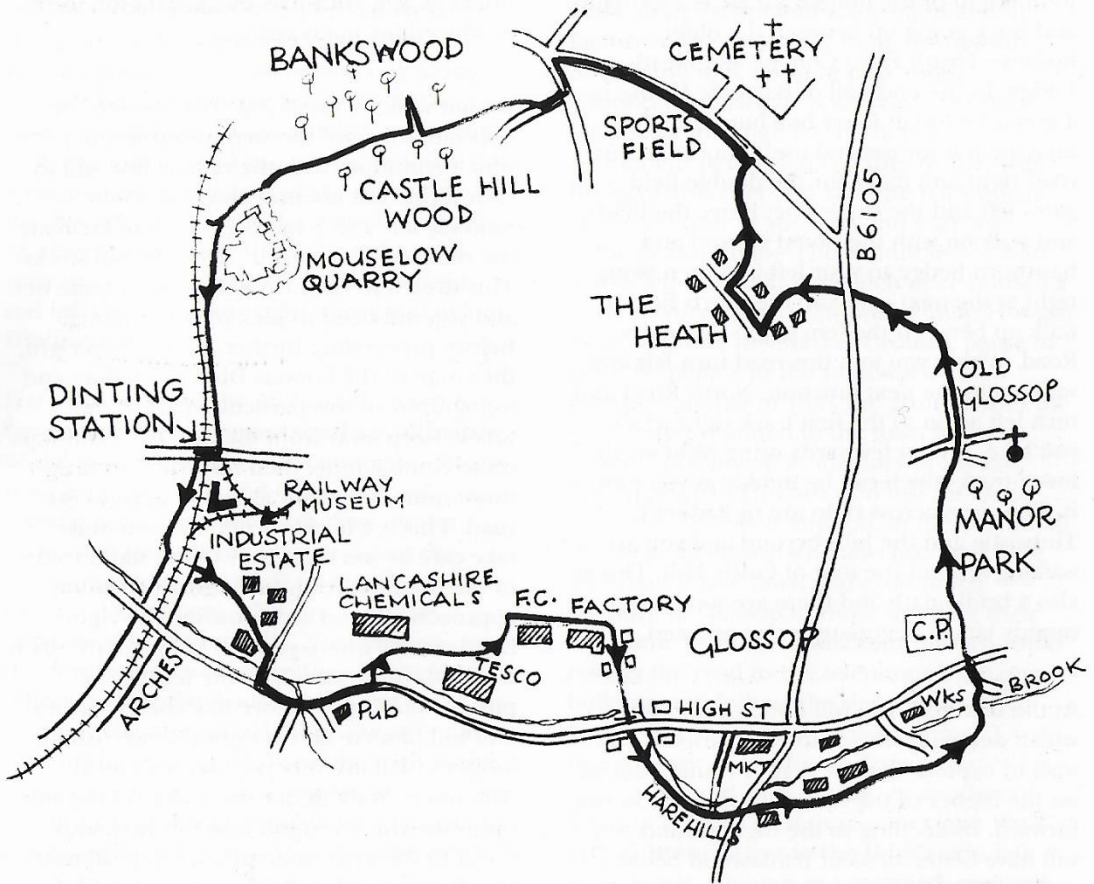 BANKSWOOD
CEMETERY
SPORTS
FIELD
CASTLE HILL
WOOD
B6105
MOUSELOW
QUARRY
THE
HEATH
OLD
GLOSSOP
DINTING
STATION
RAILWAY
MUSEUM
MANOR
PARK
INDUSTRIAL
ESTATE
LANCASHIRE
CHEMICALS
F.C.
FACTORY
GLOSSOP
C.P.
TESCO
ARCHES
Pub
HIGH ST
Wks
BROOK
MKT
HAREHILLS